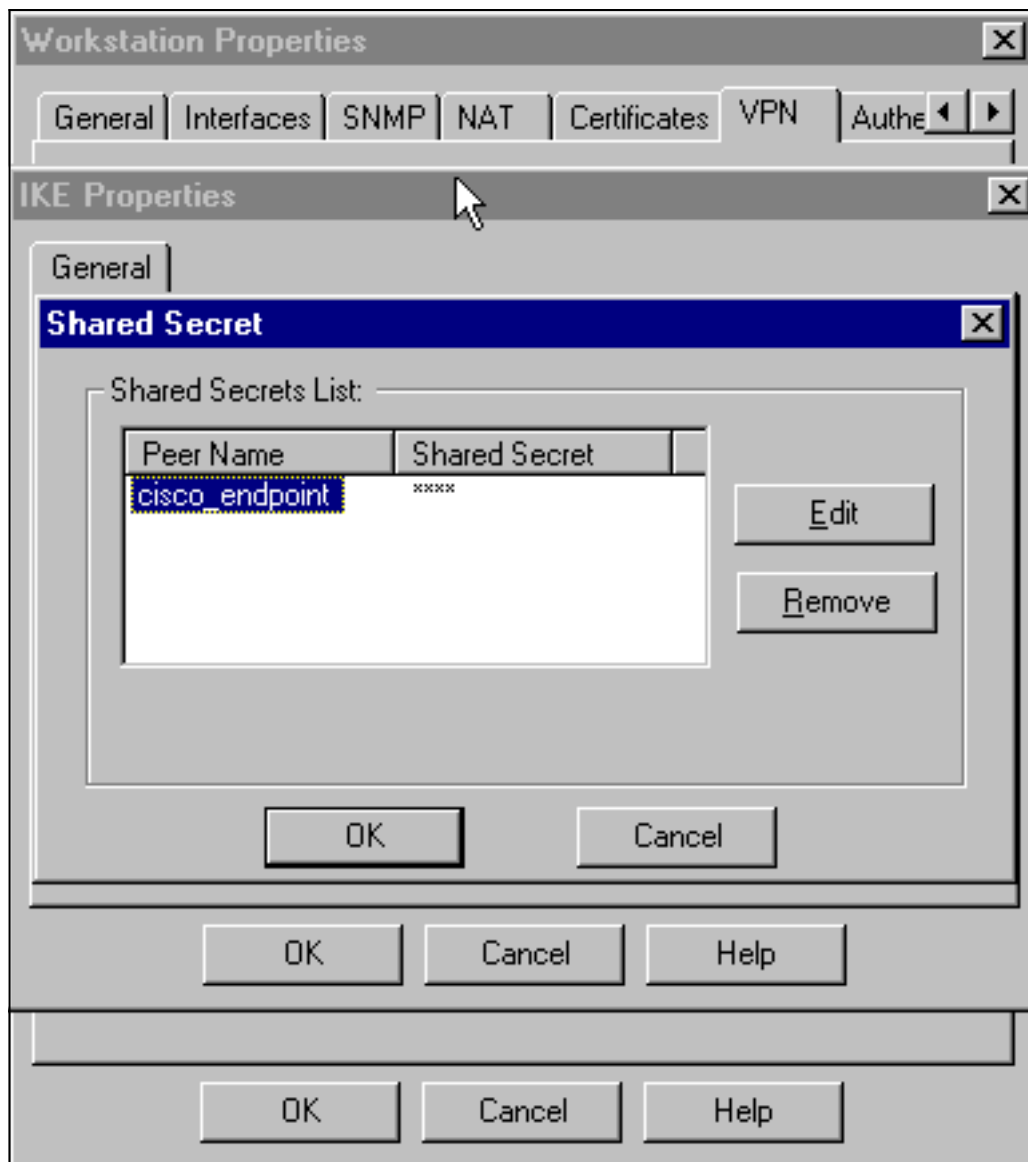 Workstation Properties
General Interfaces SNMP NAT Certificates VPN Authe
IKE Properties
General
Shared Secret
Shared Secrets List:
Peer Name Shared Secret
cisco_endpoint ****
Edit
Remove
OK Cancel
OK Cancel Help
OK Cancel Help